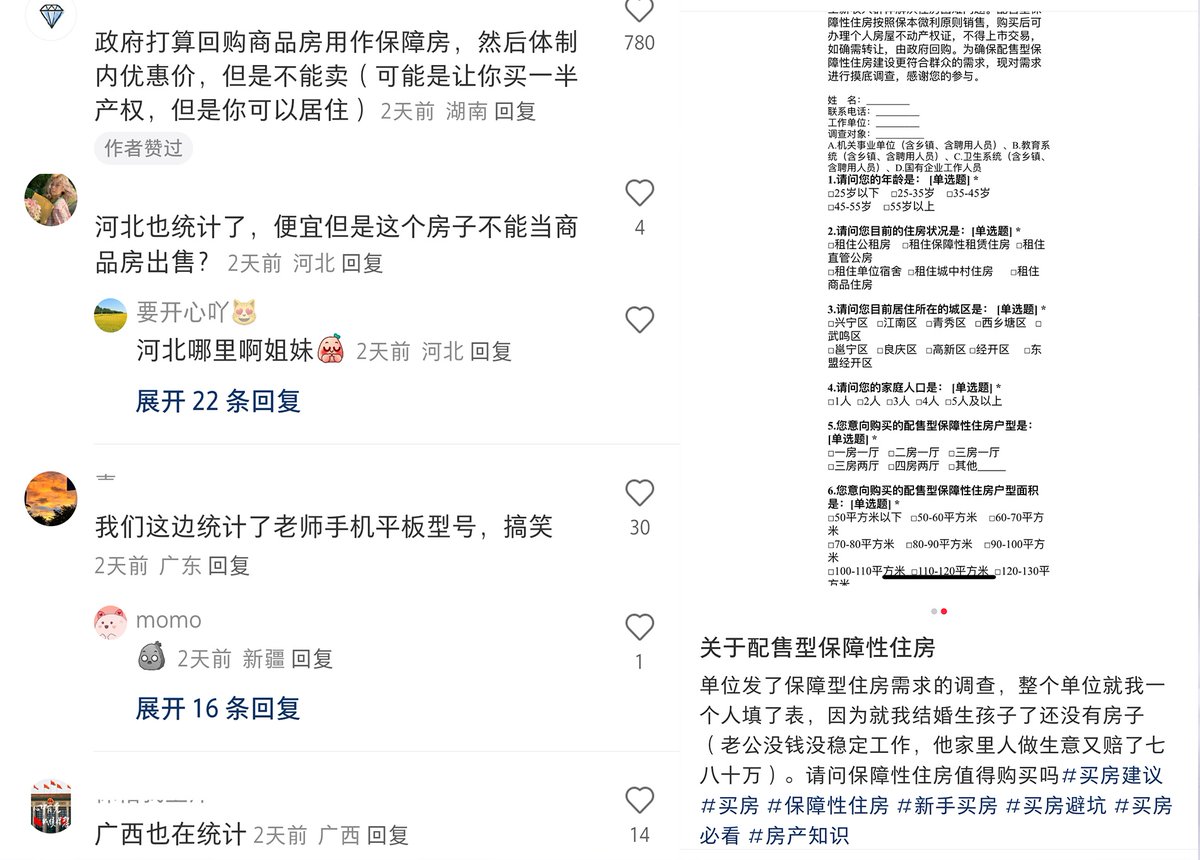 政府打算回购商品房用作保障房，然后体制
内优惠价，但是不能卖（可能是让你买一半
产权，但是你可以居住）2天前 湖南 回复
780
作者赞过
河北也统计了，便宜但是这个房子不能当商
品房出售？ 2天前 河北 回复
4
要开心吖
河北哪里啊姐妹 2天前 河北 回复
展开 22 条回复
我们这边统计了老师手机平板型号，搞笑
2天前 广东 回复
30
momo
2天前 新疆 回复
1
展开 16 条回复
广西也在统计 2天前 广西 回复
14
障性住房按照保本微利原则销售，购买后可
办理个人房屋不动产权证，不得上市交易，
如确需转让，由政府回购。为确保配售型保
障性住房建设更符合群众的需求，现对需求
进行摸底调查，感谢您的参与。
姓 名：________
联系电话：________
工作单位：________
调查对象：________
A.机关事业单位（含乡镇、含聘用人员）、B.教育系
统（含乡镇、含聘用人员）、C.卫生系统（含乡镇、
含聘用人员）、D.国有企业工作人员
1.请问您的年龄是： [单选题] *
□25岁以下 □25-35岁 □35-45岁
□45-55岁 □55岁以上
2.请问您目前的住房状况是：[单选题] *
□租住公租房 □租住保障性租赁住房 □租住
直管公房
□租住单位宿舍 □租住城中村住房 □租住
商品住房
3.请问您目前居住所在的城区是： [单选题] *
□兴宁区 □江南区 □青秀区 □西乡塘区 □
武鸣区
□邕宁区 □良庆区 □高新区 □经开区 □东
盟经开区
4.请问您的家庭人口是： [单选题] *
□1人 □2人 □3人 □4人 □5人及以上
5.您意向购买的配售型保障性住房户型是：
[单选题] *
□一房一厅 □二房一厅 □三房一厅
□三房两厅 □四房两厅 □其他_____
6.您意向购买的配售型保障性住房户型面积
是：[单选题] *
□50平方米以下 □50-60平方米 □60-70平方
米
□70-80平方米 □80-90平方米 □90-100平方
米
□100-110平方米 □110-120平方米 □120-130平
方米
关于配售型保障性住房
单位发了保障型住房需求的调查，整个单位就我一
个人填了表，因为就我结婚生孩子了还没有房子
（老公没钱没稳定工作，他家里人做生意又赔了七
八十万）。请问保障性住房值得购买吗#买房建议
#买房 #保障性住房 #新手买房 #买房避坑 #买房
必看 #房产知识